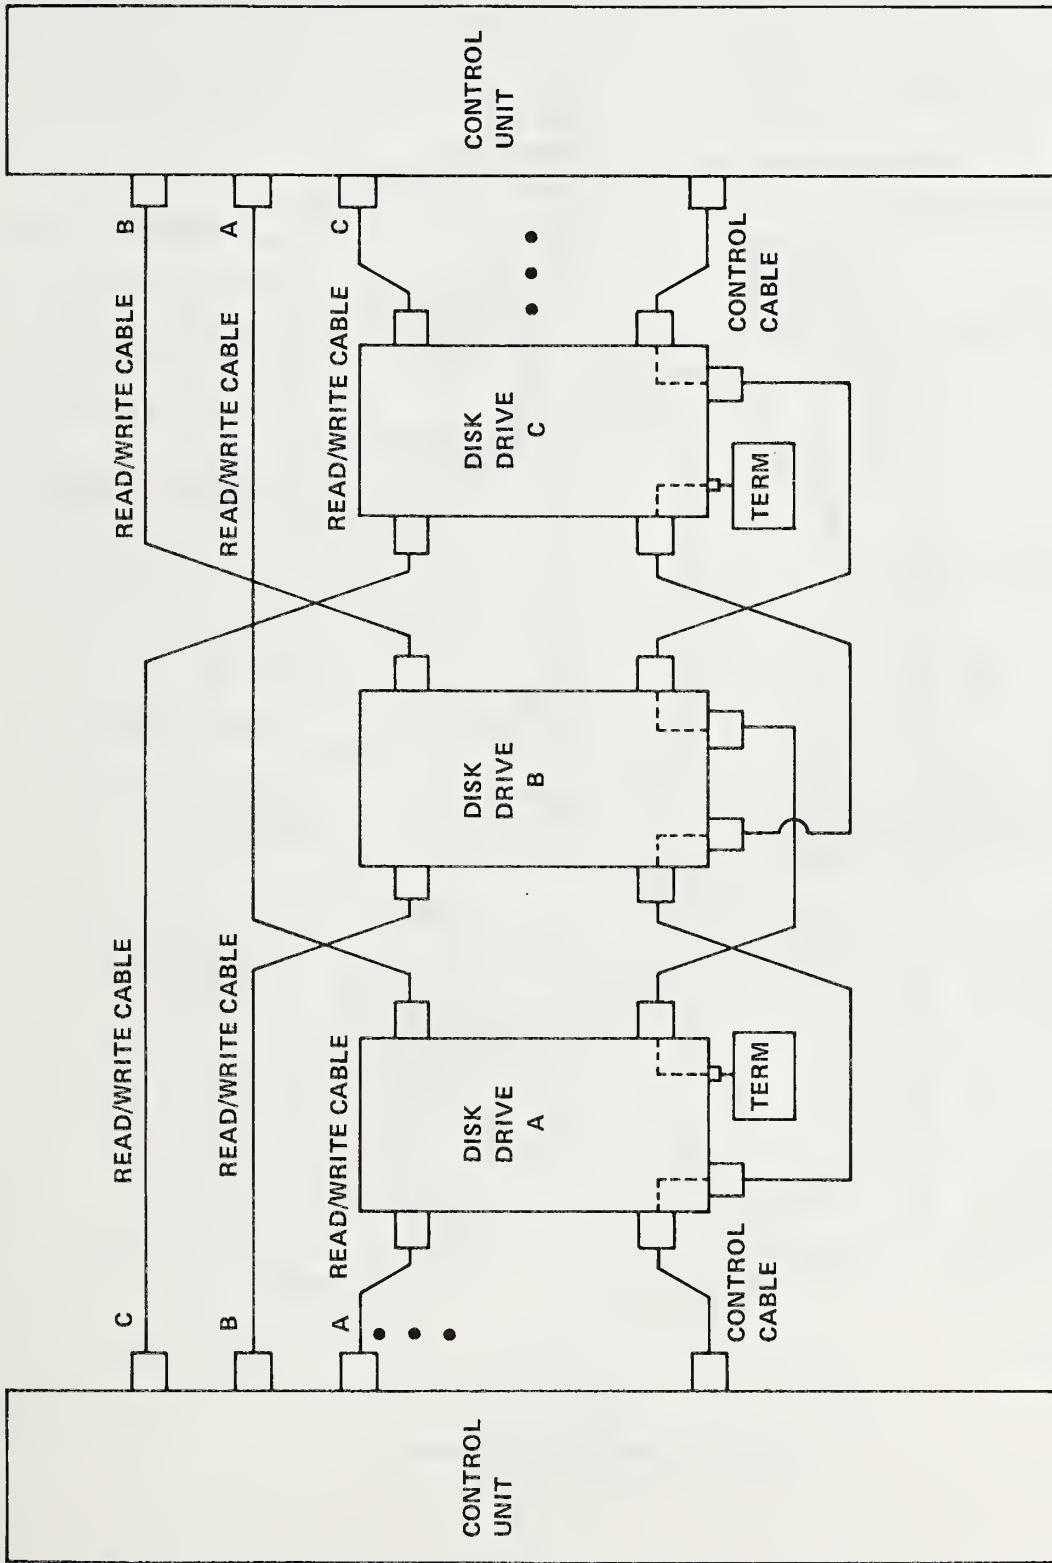 C
READ/WRITE CABLE
READ/WRITE CABLE
B
B
READ/WRITE CABLE
READ/WRITE CABLE
A
A
READ/WRITE CABLE
READ/WRITE CABLE
C
CONTROL
UNIT
DISK
DRIVE
A
DISK
DRIVE
B
DISK
DRIVE
C
CONTROL
UNIT
CONTROL
CABLE
TERM
TERM
CONTROL
CABLE